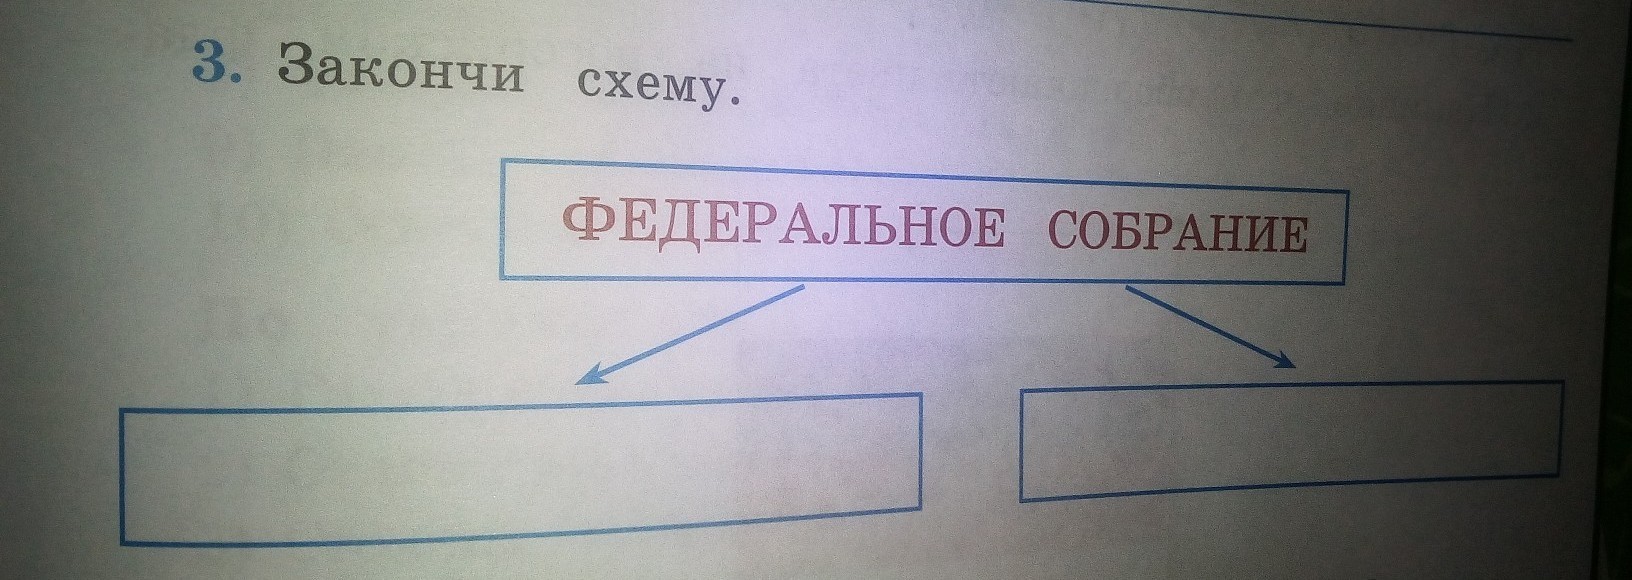 3. Закончи схему.
ФЕДЕРАЛЬНОЕ СОБРАНИЕ